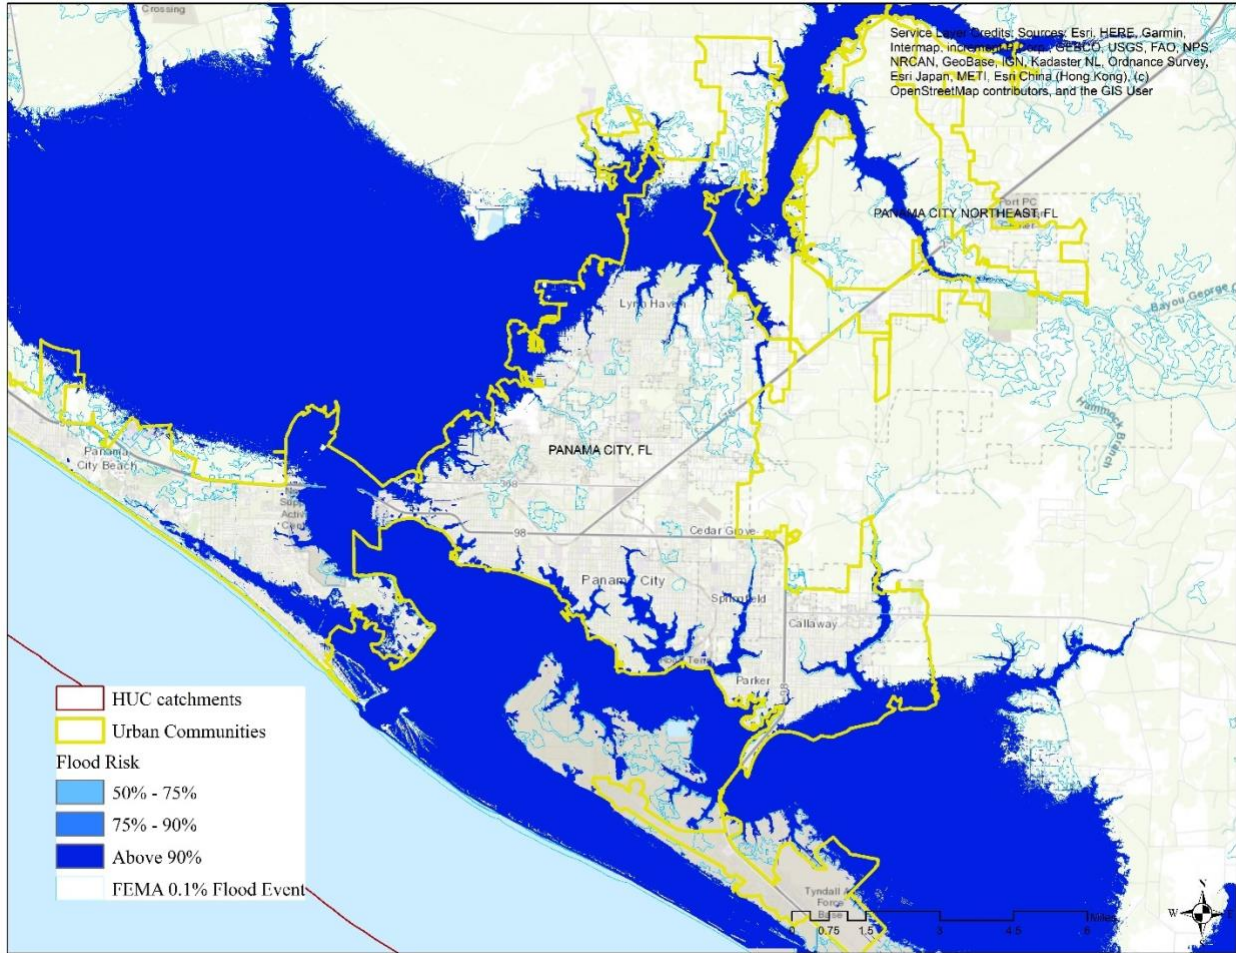 Crossing
Service Layer Credits: Sources: Esri, HERE, Garmin,
Intermap, increment P Corp., GEBCO, USGS, FAO, NPS,
NRCAN, GeoBase, IGN, Kadaster NL, Ordnance Survey,
Esri Japan, METI, Esri China (Hong Kong), (c)
OpenStreetMap contributors, and the GIS User
Port PC
PANAMA CITY NORTHEAST, FL
Bayou George
Lynn Haven
Hammock
Branch
Panama
City Beach
PANAMA CITY, FL
368
98
Cedar Grove
Panama City
Springfield
Callaway
Parker
98
HUC catchments
Urban Communities
Flood Risk
50% - 75%
75% - 90%
Above 90%
FEMA 0.1% Flood Event
Tyndall
Force
Base
N
W
S
Miles
0 0.75 1.5 3 4.5 6